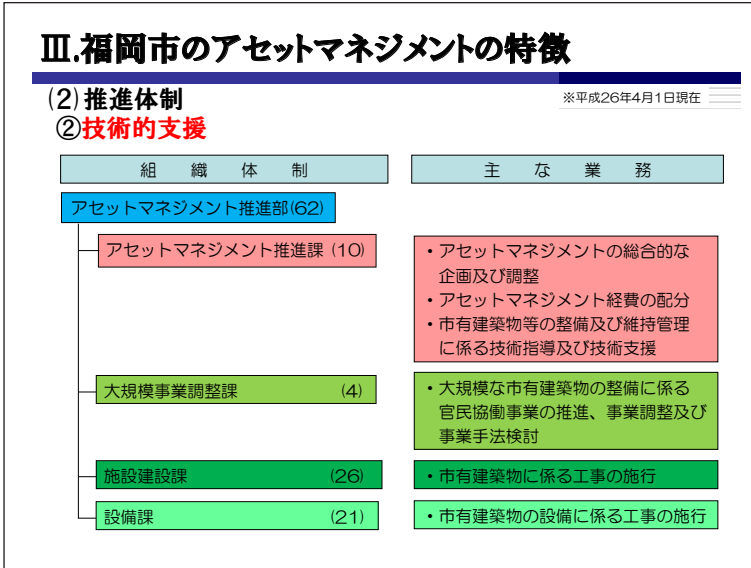 Ⅲ.福岡市のアセットマネジメントの特徴
(2)推進体制
※平成26年4月1日現在
②技術的支援
組 織 体 制
主 な 業 務
アセットマネジメント推進部(62)
アセットマネジメント推進課 (10)
・アセットマネジメントの総合的な
企画及び調整
・アセットマネジメント経費の配分
・市有建築物等の整備及び維持管理
に係る技術指導及び技術支援
大規模事業調整課 (4)
・大規模な市有建築物の整備に係る
官民協働事業の推進、事業調整及び
事業手法検討
施設建設課 (26)
・市有建築物に係る工事の施行
設備課 (21)
・市有建築物の設備に係る工事の施行